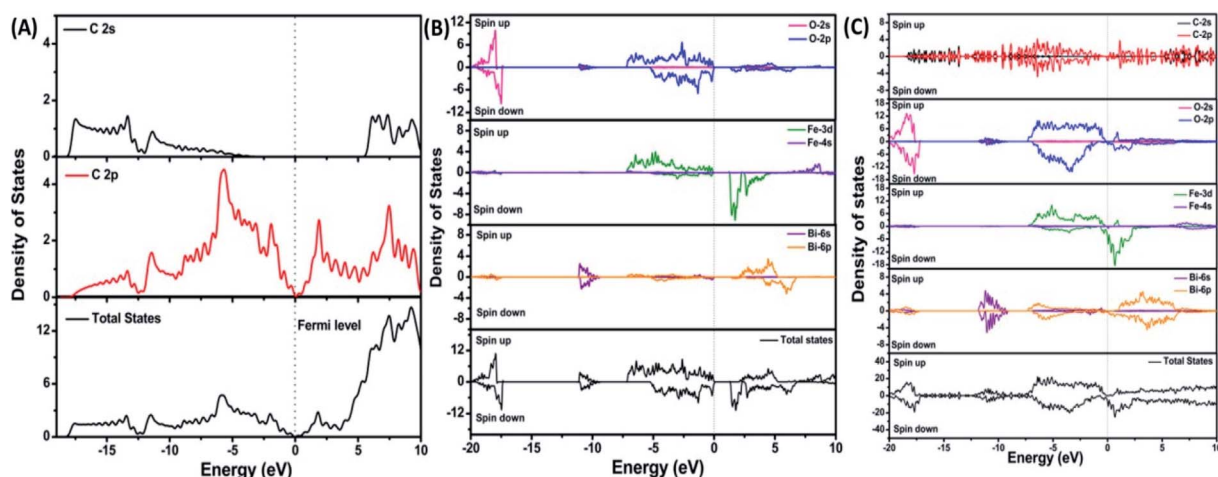 (A)
C 2s
4
2
0
C 2p
4
2
0
Total States
Fermi level
12
6
0
-15 -10 -5 0 5 10
Energy (eV)
Density of States
(B)
Spin up
O-2s
O-2p
12
6
0
-6
-12
Spin down
8
4
0
-4
-8
Fe-3d
Fe-4s
Spin down
8
4
0
-4
-8
Bi-6s
Bi-6p
Spin down
Spin up
Total states
12
0
-12
Spin down
-20 -15 -10 -5 0 5 10
Energy (eV)
Density of States
(C)
Spin up
C-2s
C-2p
8
4
0
-4
-8
Spin down
Spin up
O-2s
O-2p
18
12
6
0
-6
-12
-18
Spin down
Spin up
Fe-3d
Fe-4s
18
12
6
0
-6
-12
-18
Spin down
Spin up
Bi-6s
Bi-6p
8
4
0
-4
-8
Spin down
Spin up
Total States
40
20
0
-20
-40
Spin down
-20 -15 -10 -5 0 5 10
Energy (eV)
Density of states